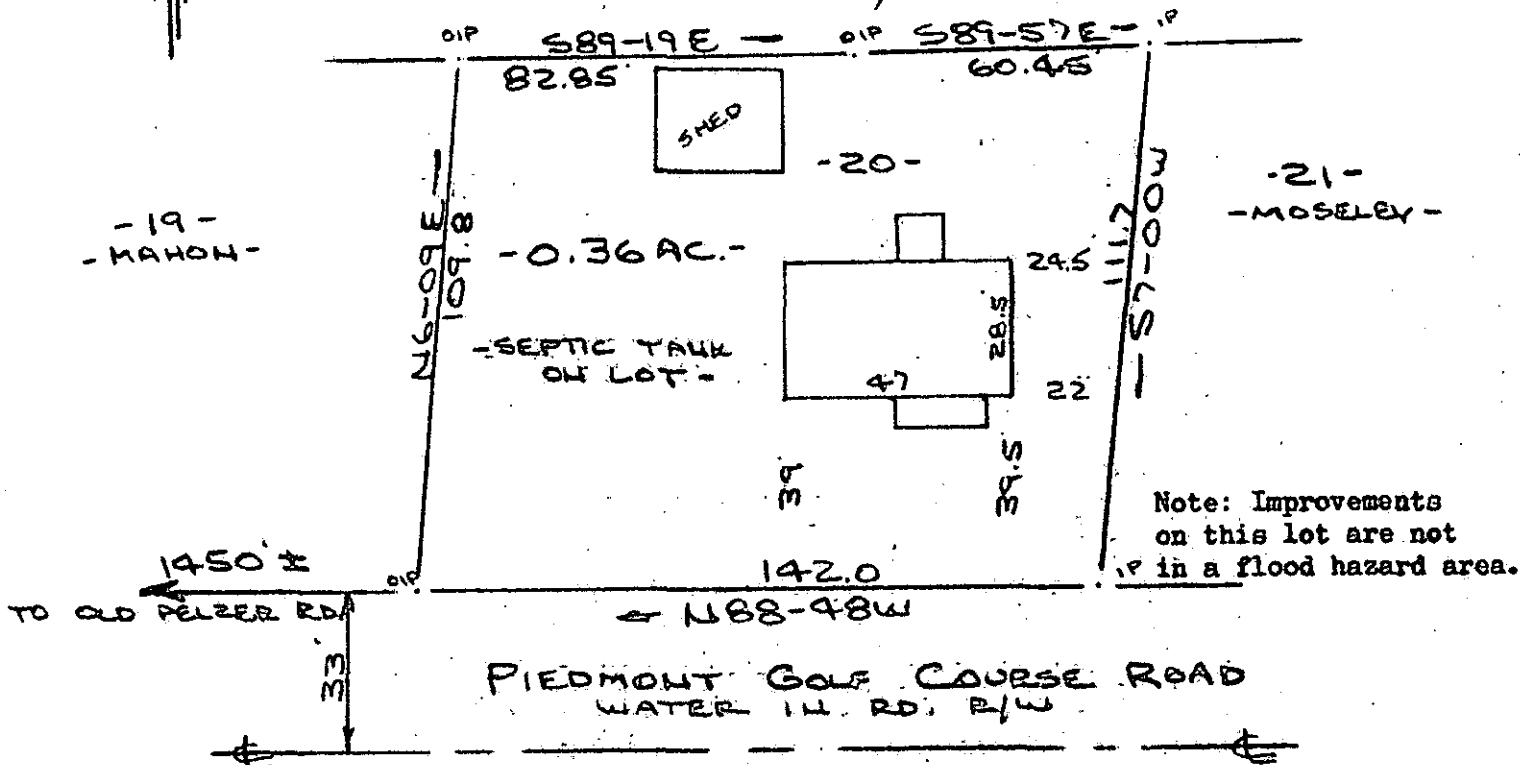 OIP S89-19E — OIP S89-57E- IP
82.85' 60.45'
SHED
-20-
-21-
-MOSELEY-
-19-
-MAHON-
N6-09E —
109.8
-0.36 AC.-
111.7
— S7-00W
24.5
28.5
-SEPTIC TANK
ON LOT-
47
22
39
39.5
Note: Improvements
on this lot are not
in a flood hazard area.
1450' ±
TO OLD PELZER RD.
OIP
142.0
IP
N88-48W
33'
PIEDMONT GOLF COURSE ROAD
WATER IN RD. R/W